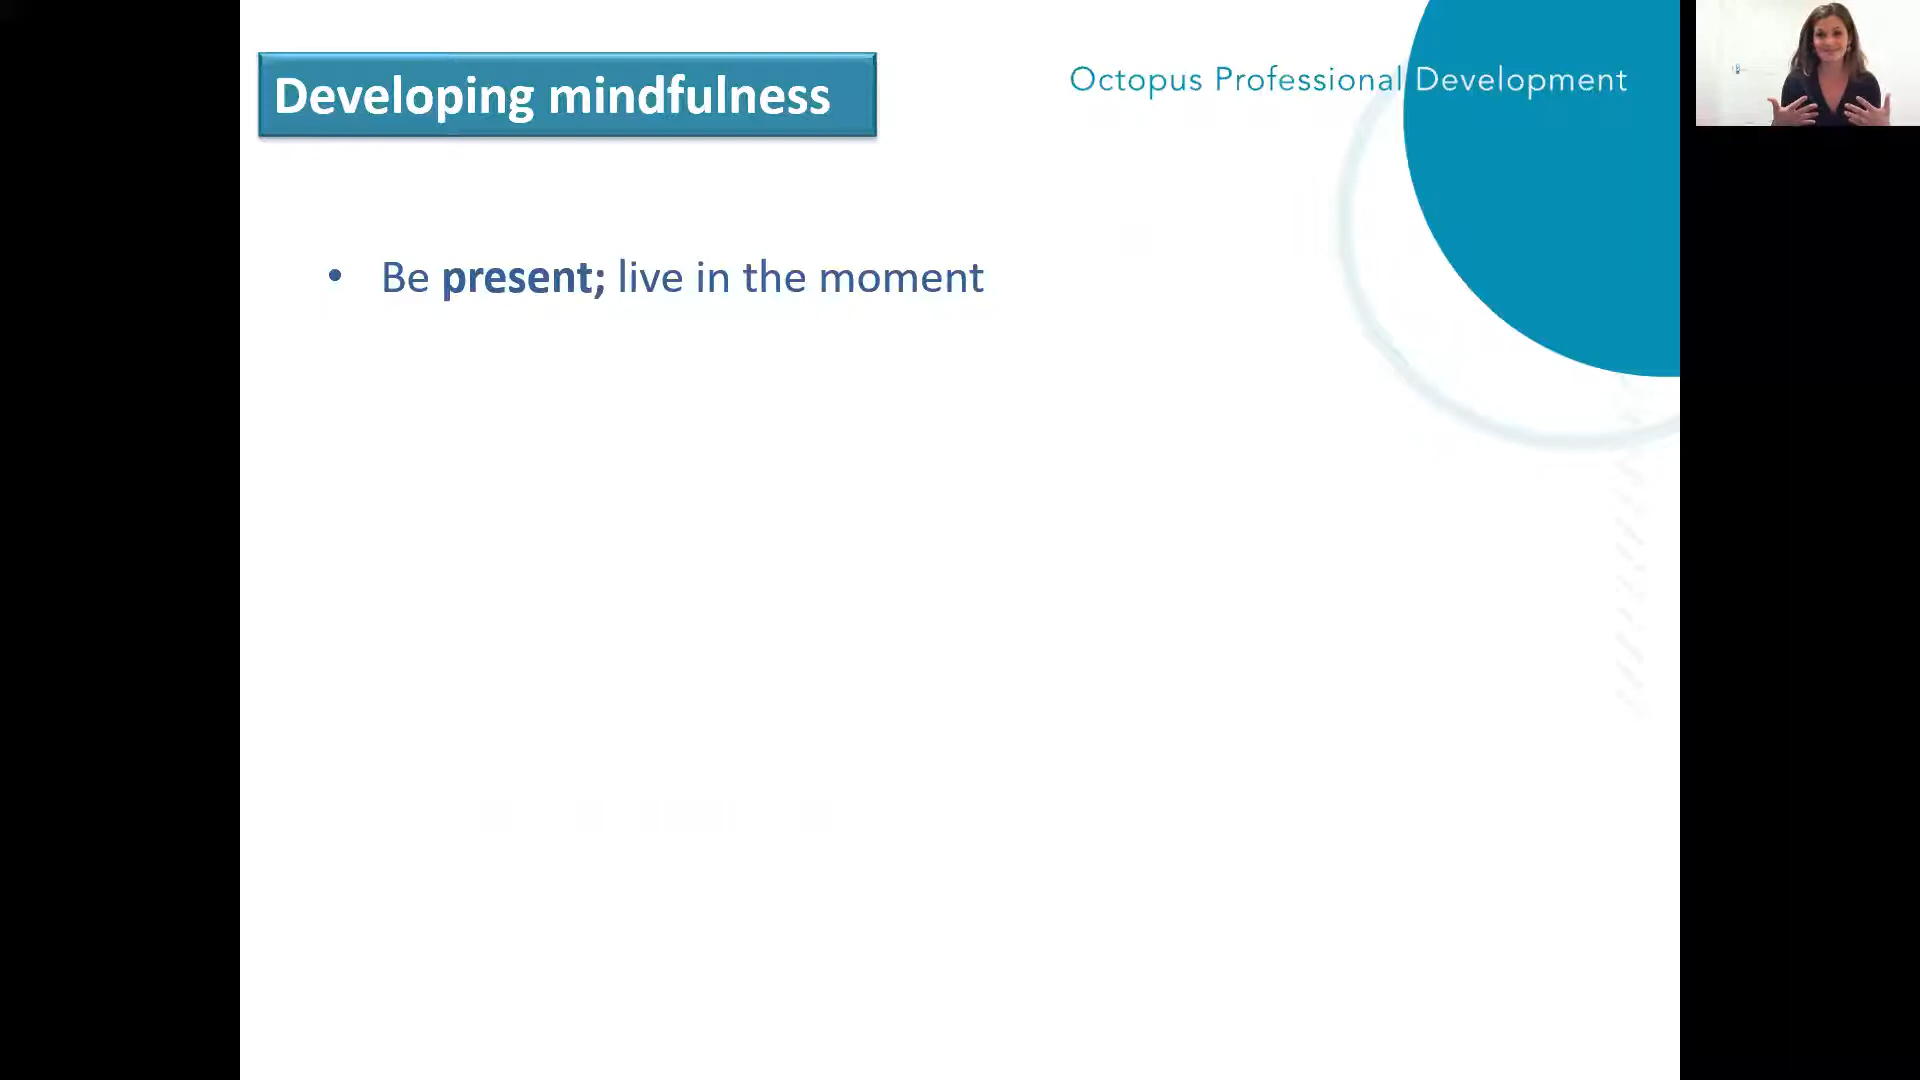 Developing mindfulness
Octopus Professional Development
• Be present; live in the moment